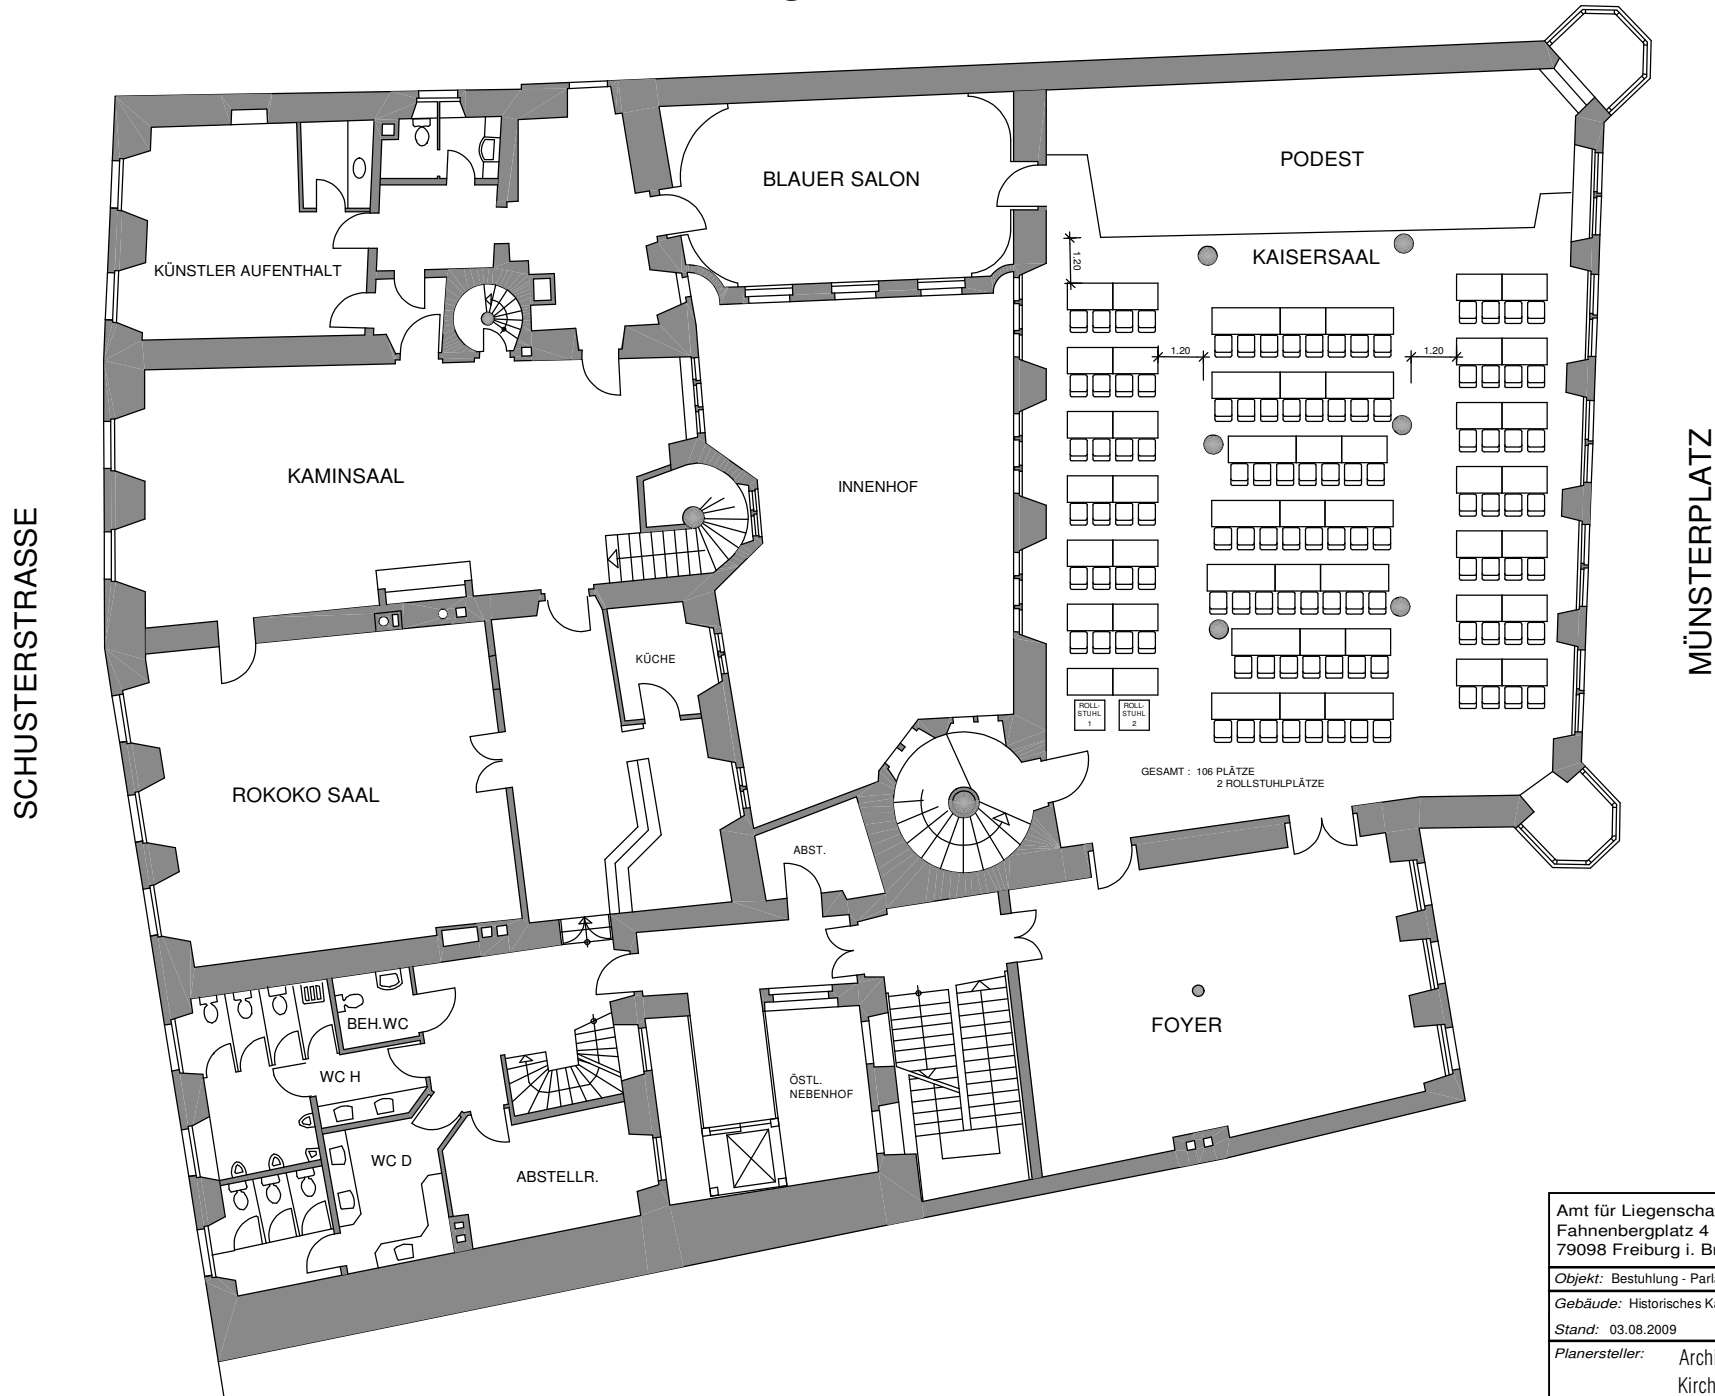 PODEST
BLAUER SALON
KAISERSAAL
KÜNSTLER AUFENTHALT
1.20
1.20
1.20
KAMINSAAL
INNENHOF
SCHUSTERSTRASSE
MÜNSTERPLATZ
KÜCHE
ROLL-
STUHL
1
ROLL-
STUHL
2
ROKOKO SAAL
GESAMT : 106 PLÄTZE
2 ROLLSTUHLPLÄTZE
ABST.
BEH.WC
FOYER
WC H
ÖSTL.
NEBENHOF
WC D
ABSTELLR.
Amt für Liegenscha
Fahnenbergplatz 4
79098 Freiburg i. Br
Objekt: Bestuhlung - Parl
Gebäude: Historisches Ka
Stand: 03.08.2009
Planersteller: Archi
Kirch